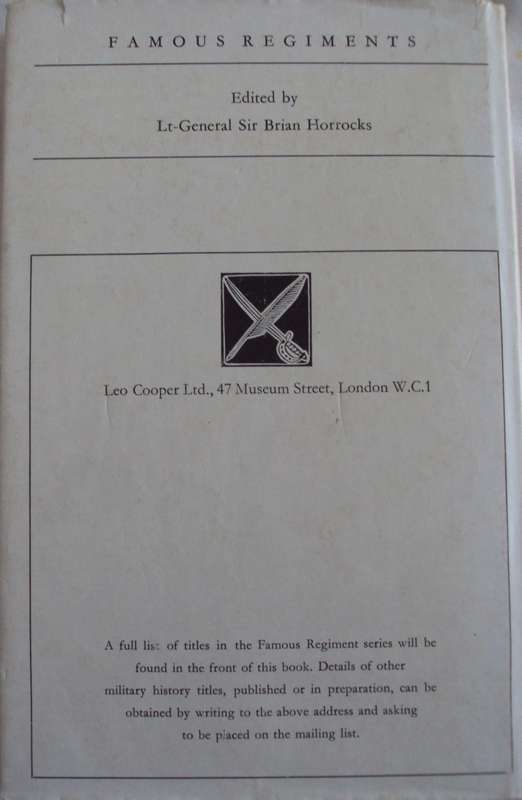 FAMOUS REGIMENTS
Edited by
Lt-General Sir Brian Horrocks
Leo Cooper Ltd., 47 Museum Street, London W.C.1
A full list of titles in the Famous Regiment series will be
found in the front of this book. Details of other
military history titles, published or in preparation, can be
obtained by writing to the above address and asking
to be placed on the mailing list.